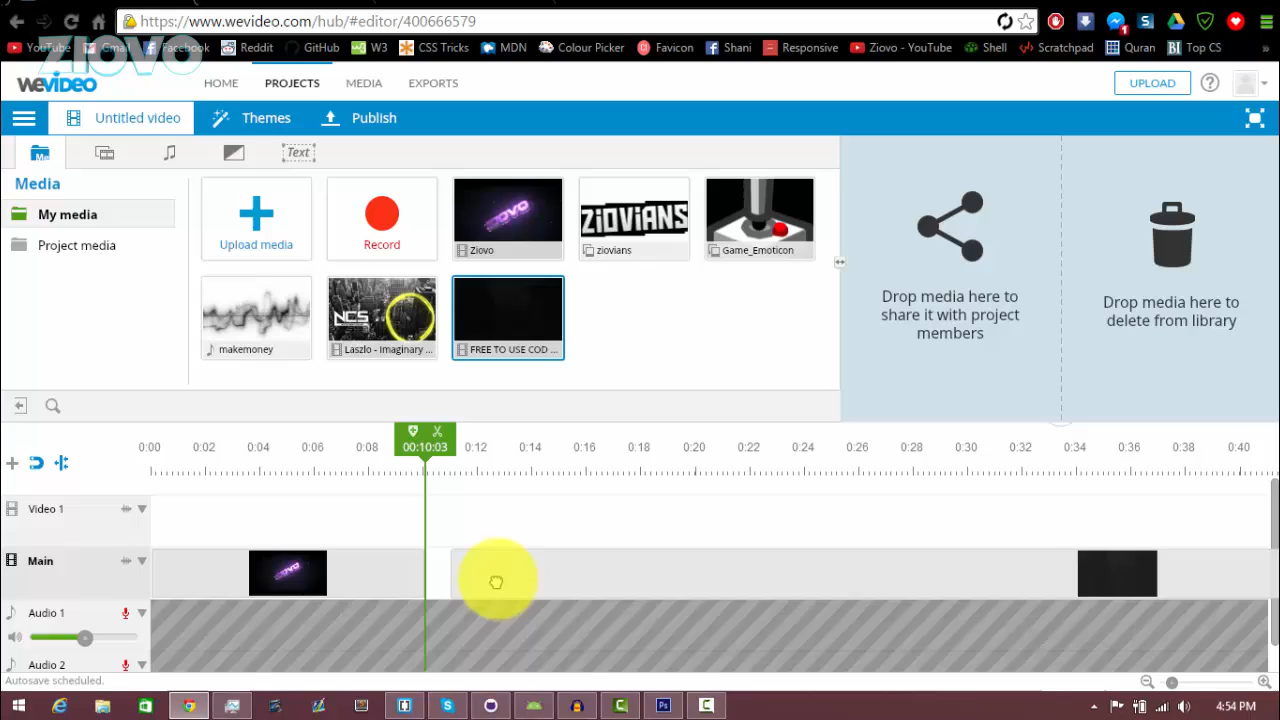 https://www.wevideo.com/hub/#editor/400666579
YouTube Gmail Facebook Reddit GitHub W3 CSS Tricks MDN Colour Picker Favicon Shani Responsive Ziovo - YouTube Shell Scratchpad Quran Top CS »
ZIOVO
WEVIDEO HOME PROJECTS MEDIA EXPORTS UPLOAD ?
Untitled video Themes Publish
Me Text
Media
My media
Project media
Upload media
Record
ZIOVO
Ziovo
ZIOVIANS
ziovians
Game_Emoticon
makemoney
NCS
Laszlo - Imaginary ...
FREE TO USE COD ...
Drop media here to
share it with project
members
Drop media here to
delete from library
0:00 0:02 0:04 0:06 0:08 00:10:03 0:12 0:14 0:16 0:18 0:20 0:22 0:24 0:26 0:28 0:30 0:32 0:34 0:36 0:38 0:40
Video 1
Main
ZIOVO
Audio 1
Audio 2
Autosave scheduled.
4:54 PM